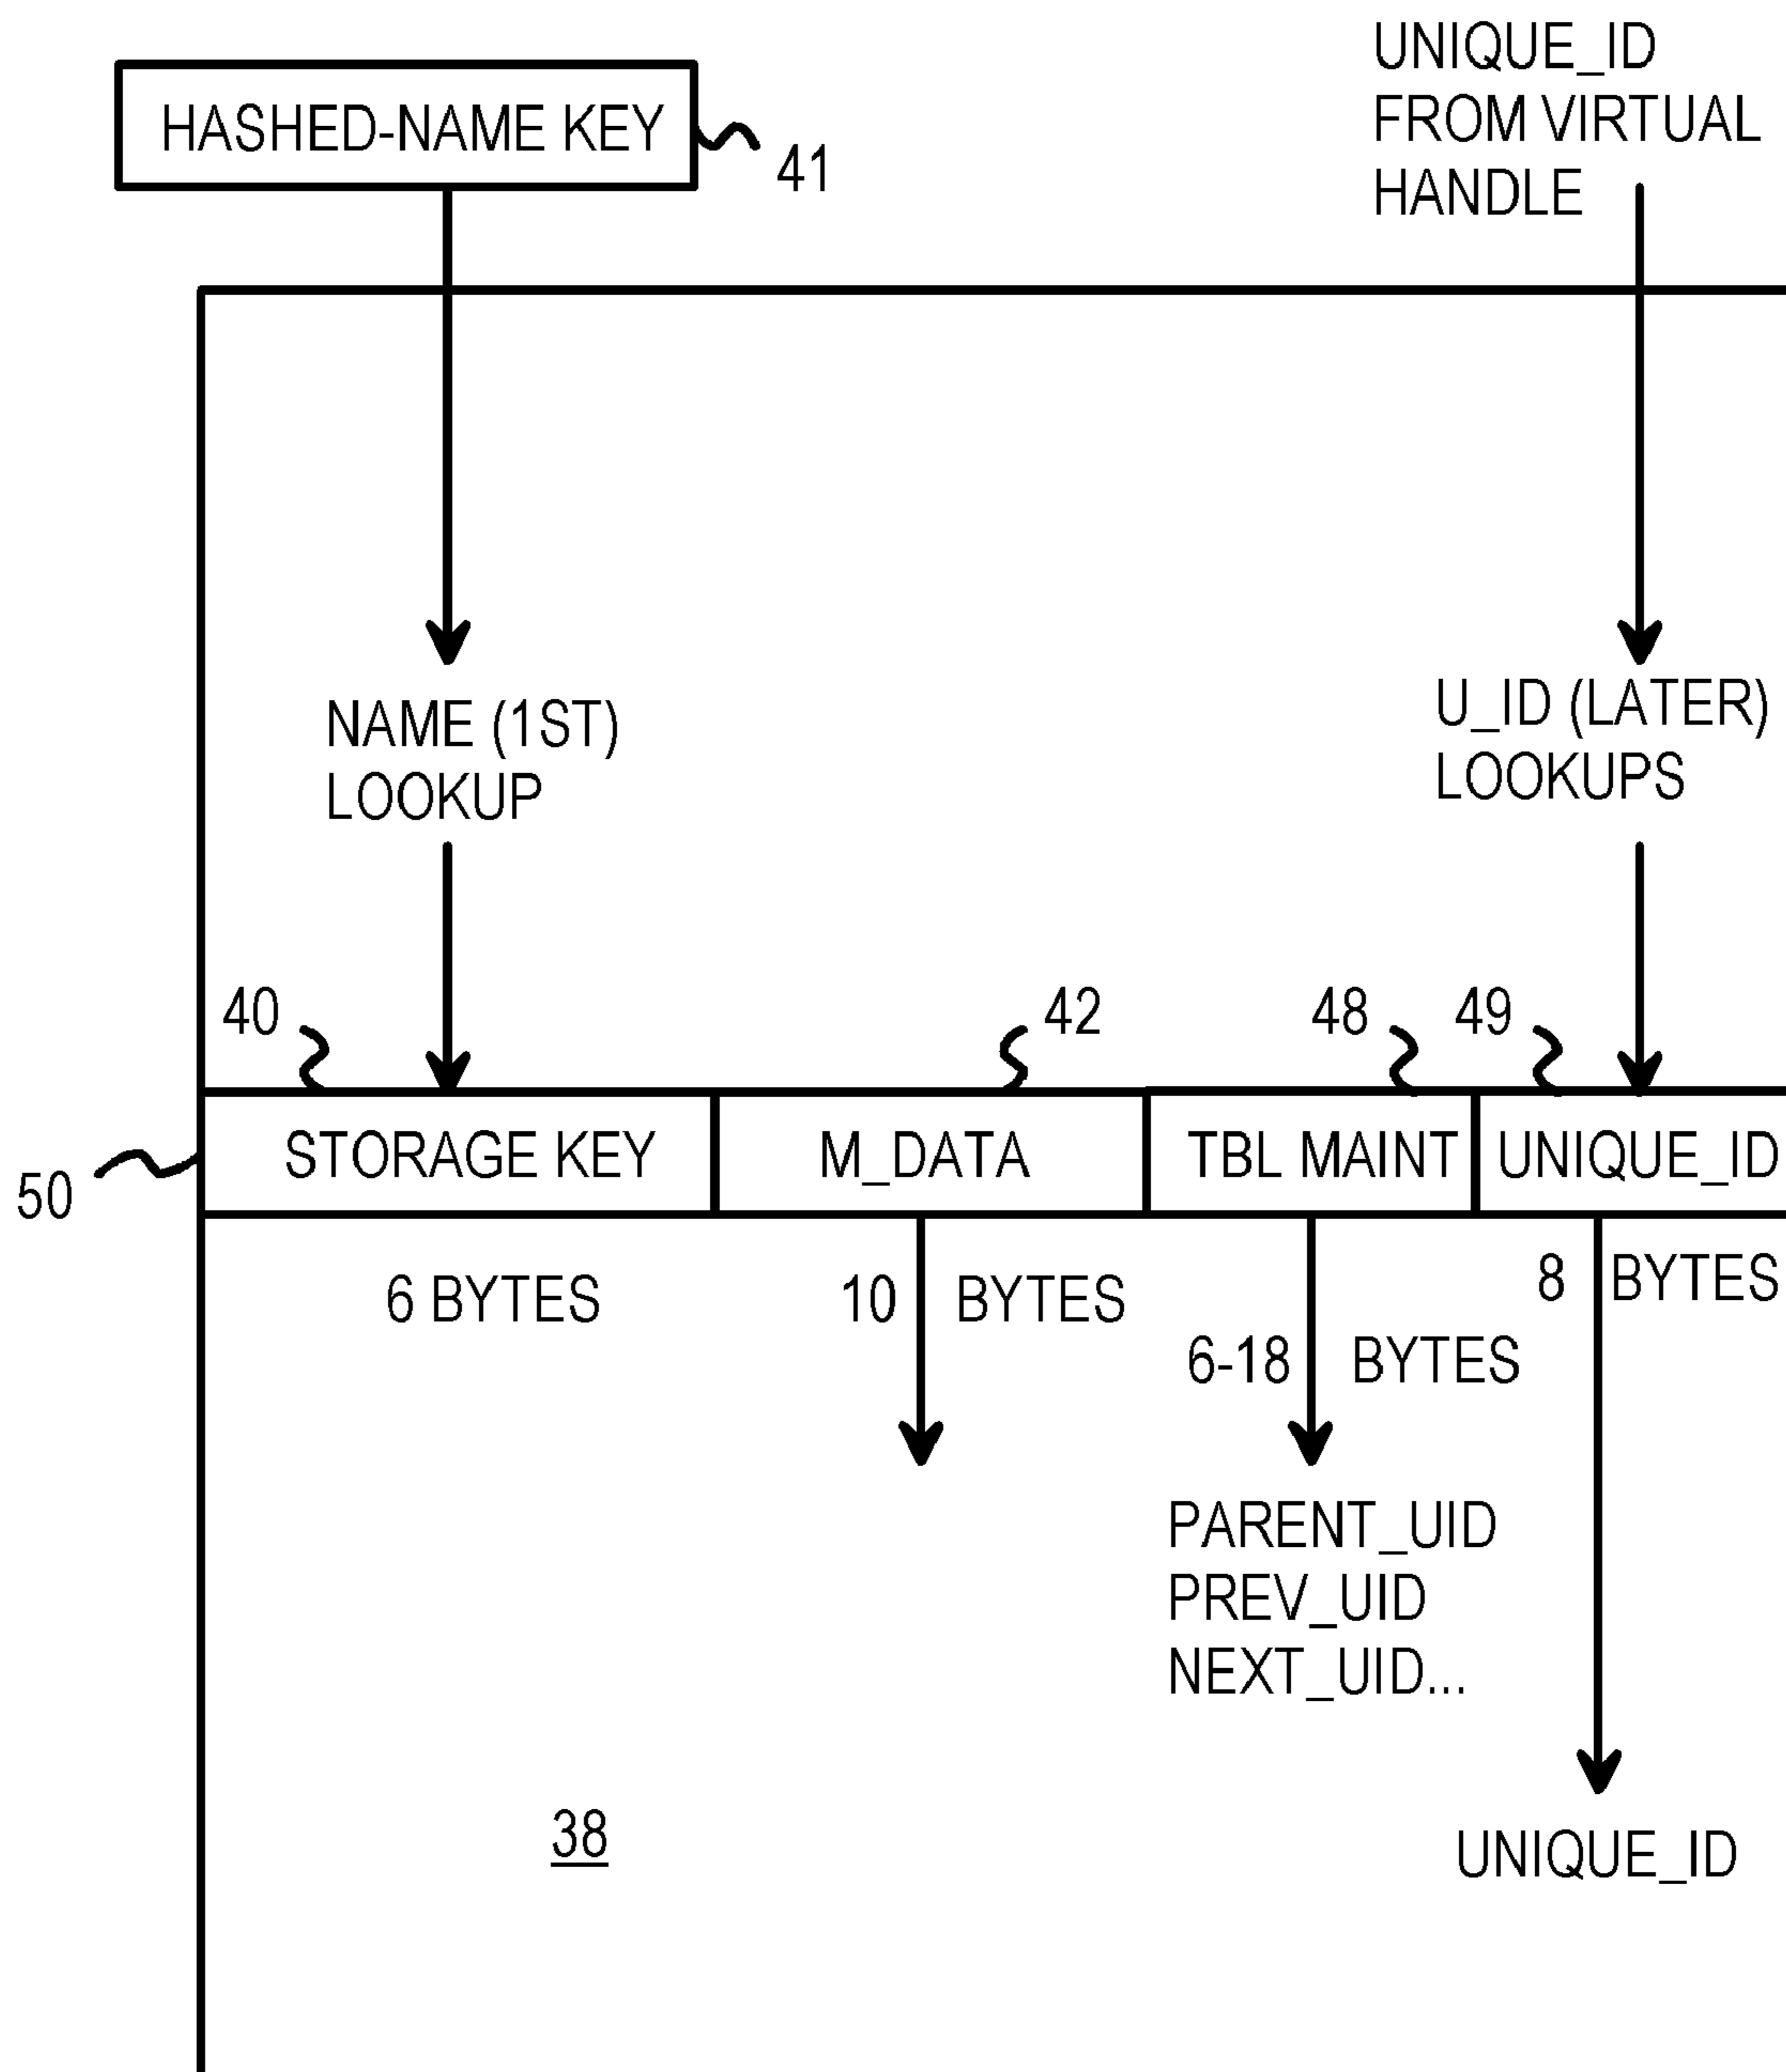 HASHED-NAME KEY
41
UNIQUE_ID
FROM VIRTUAL
HANDLE
NAME (1ST)
LOOKUP
U_ID (LATER)
LOOKUPS
40
42
48
49
50
STORAGE KEY
M_DATA
TBL MAINT
UNIQUE_ID
6 BYTES
10 BYTES
6-18 BYTES
8 BYTES
PARENT_UID
PREV_UID
NEXT_UID...
38
UNIQUE_ID